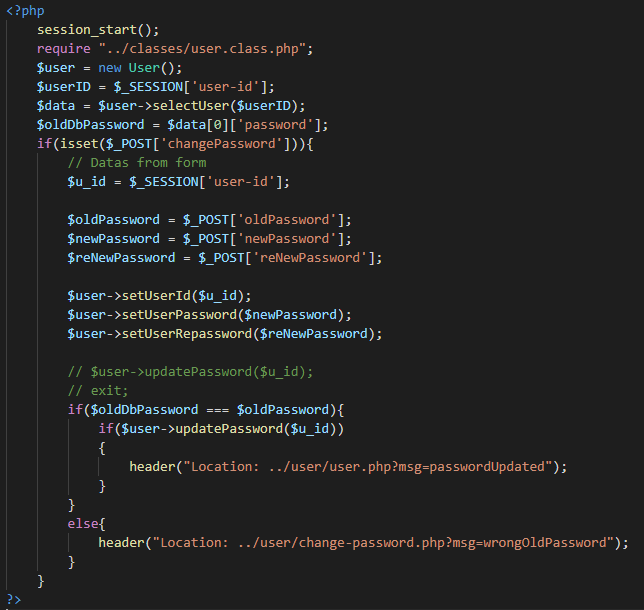 <?php
session_start();
require "../classes/user.class.php";
$user = new User();
$userID = $_SESSION['user-id'];
$data = $user->selectUser($userID);
$oldDbPassword = $data[0]['password'];
if(isset($_POST['changePassword'])){
// Datas from form
$u_id = $_SESSION['user-id'];
$oldPassword = $_POST['oldPassword'];
$newPassword = $_POST['newPassword'];
$reNewPassword = $_POST['reNewPassword'];
$user->setUserId($u_id);
$user->setUserPassword($newPassword);
$user->setUserRepassword($reNewPassword);
// $user->updatePassword($u_id);
// exit;
if($oldDbPassword === $oldPassword){
if($user->updatePassword($u_id))
{
header("Location: ../user/user.php?msg=passwordUpdated");
}
}
else{
header("Location: ../user/change-password.php?msg=wrongOldPassword");
}
}
?>